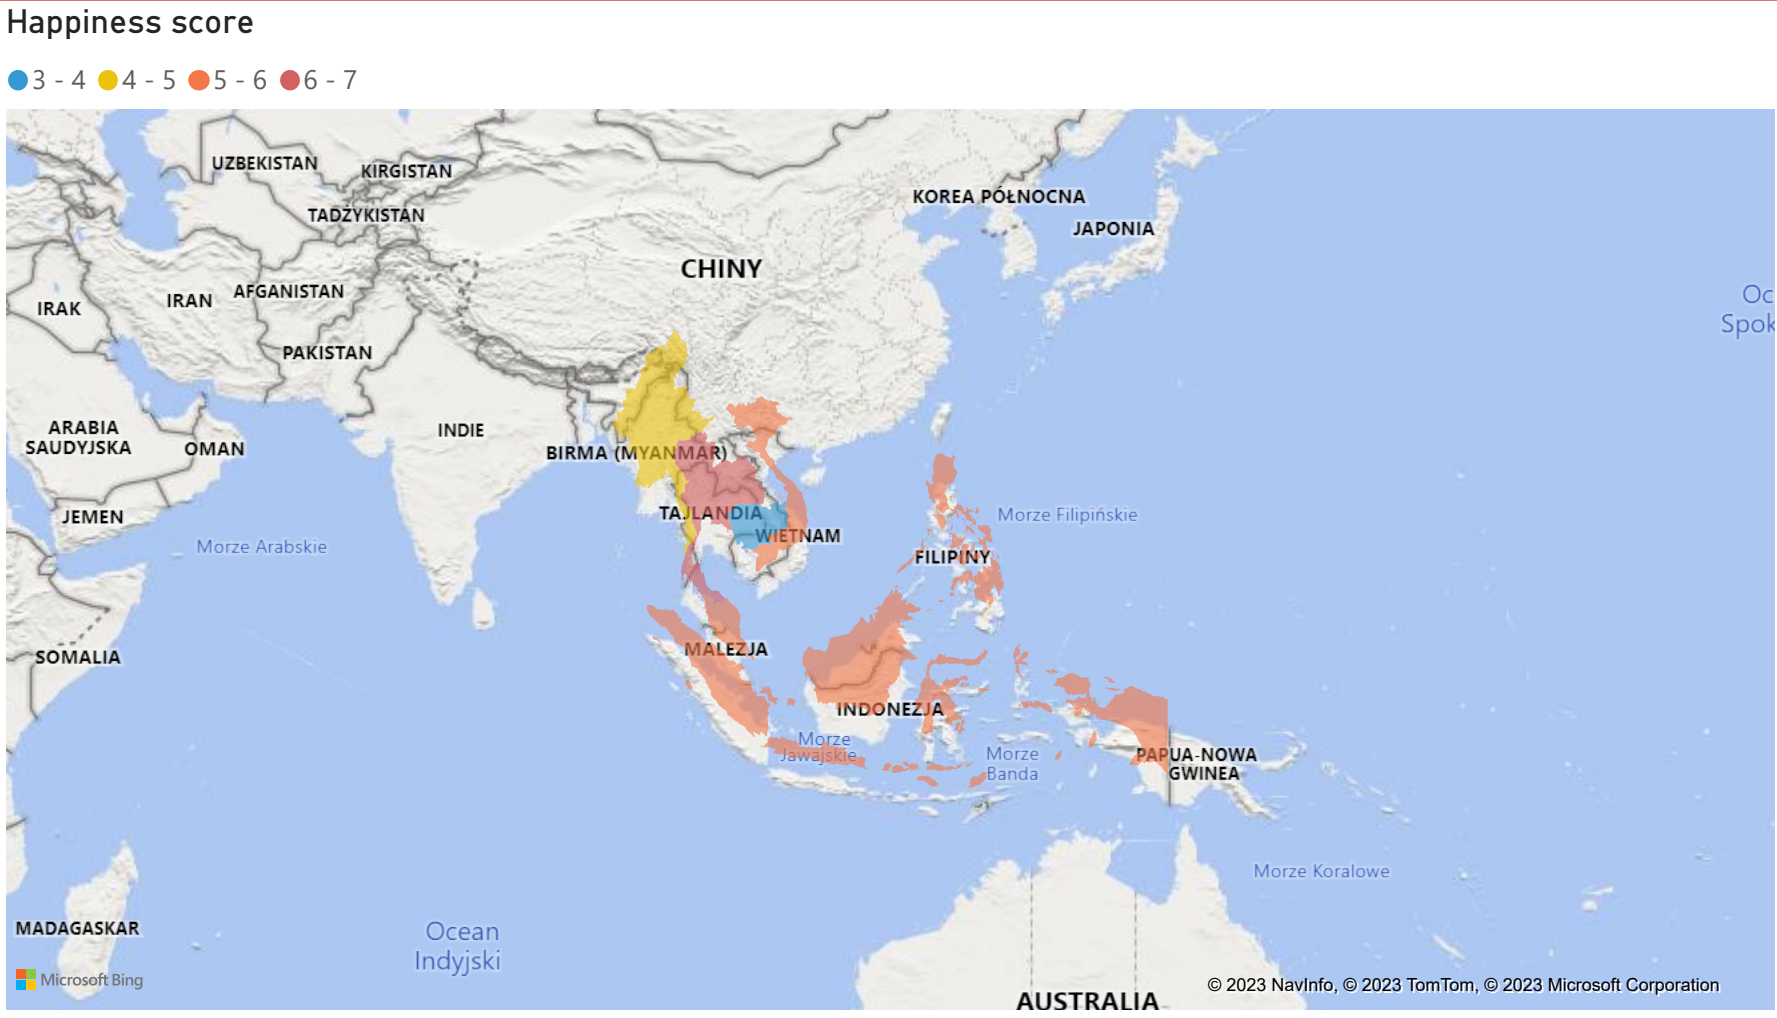 Happiness score
3 - 4 4 - 5 5 - 6 6 - 7
UZBEKISTAN
KIRGISTAN
KOREA PÓŁNOCNA
TADŻYKISTAN
JAPONIA
CHINY
AFGANISTAN
IRAN
IRAK
Oc
Spok
PAKISTAN
ARABIA
SAUDYJSKA
INDIE
OMAN
BIRMA (MYANMAR)
JEMEN
TAJLANDIA
Morze Filipińskie
WIETNAM
Morze Arabskie
FILIPINY
MALEZJA
SOMALIA
INDONEZJA
Morze
Jawajskie
Morze
Banda
PAPUA-NOWA
GWINEA
Morze Koralowe
MADAGASKAR
Ocean
Indyjski
Microsoft Bing
© 2023 NavInfo, © 2023 TomTom, © 2023 Microsoft Corporation
AUSTRALIA